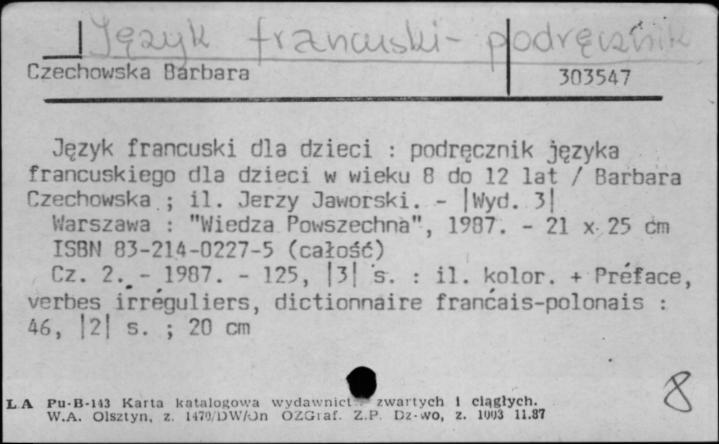 Język francuski - podręcznik
Czechowska Barbara 303547
Język francuski dla dzieci : podręcznik języka
francuskiego dla dzieci w wieku 8 do 12 lat / Barbara
Czechowska ; il. Jerzy Jaworski. - |Wyd. 3|
Warszawa : "Wiedza Powszechna", 1987. - 21 x 25 cm
ISBN 83-214-0227-5 (całość)
Cz. 2. - 1987. - 125, |3| s. : il. kolor. + Préface,
verbes irréguliers, dictionnaire francais-polonais :
46, |2| s. ; 20 cm
LA Pu-B-143 Karta katalogowa wydawnict zwartych i ciągłych.
W.A. Olsztyn, z. 1470/DW/Dn OZGraf. Z.P. Dz-wo, z. 1003 11.87
8